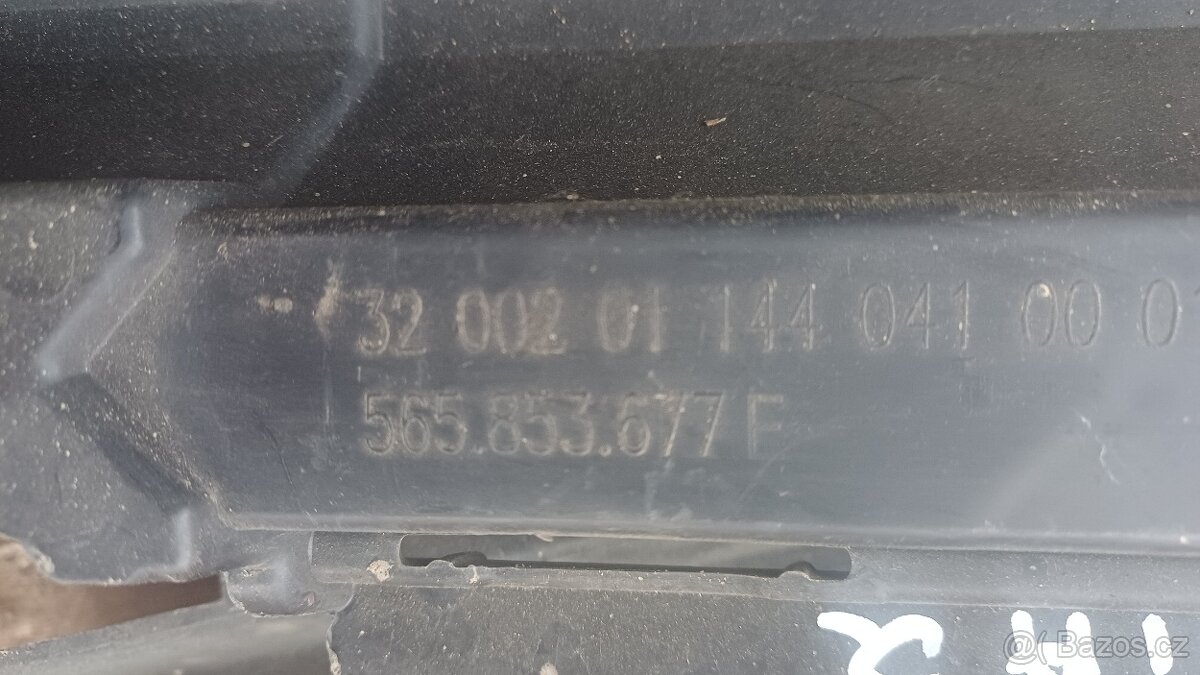 32 002 01 144 041 00 0
565.853.677 E
@( Bazos.cz